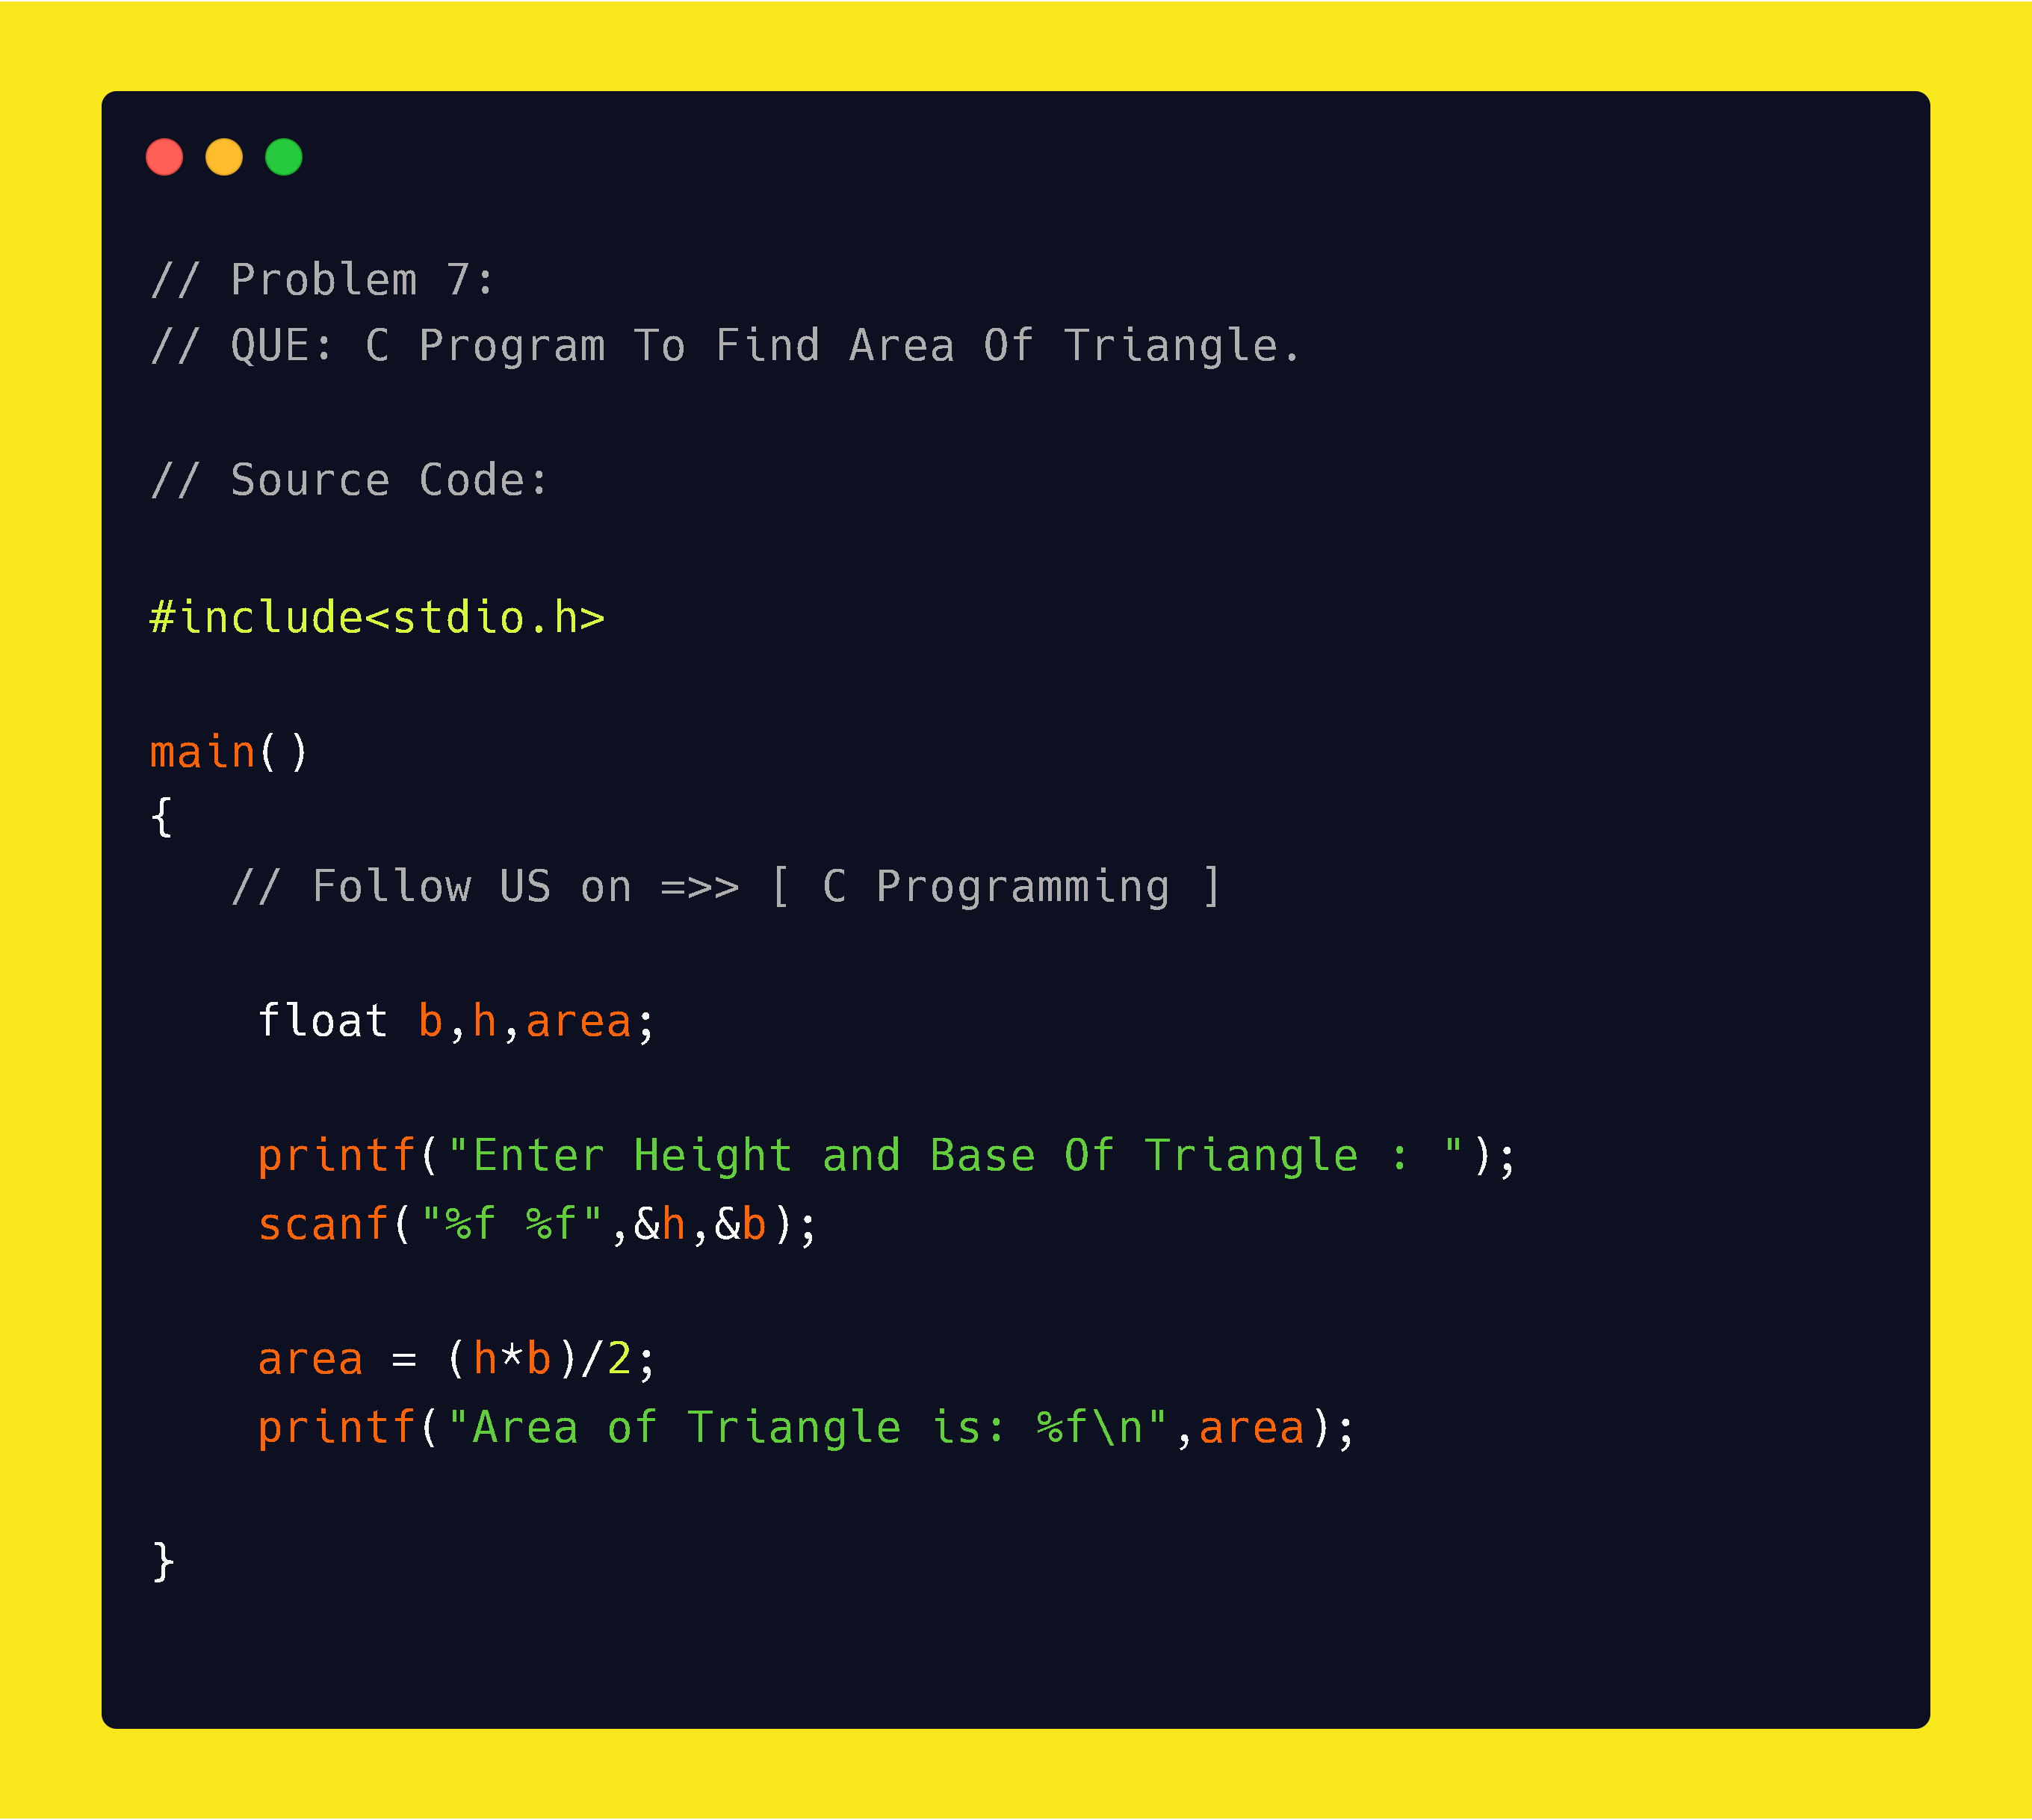 // Problem 7:
// QUE: C Program To Find Area Of Triangle.
// Source Code:
#include<stdio.h>
main()
{
   // Follow US on =>> [ C Programming ]
    float b,h,area;
    printf("Enter Height and Base Of Triangle : ");
    scanf("%f %f",&h,&b);
    area = (h*b)/2;
    printf("Area of Triangle is: %f\n",area);
}